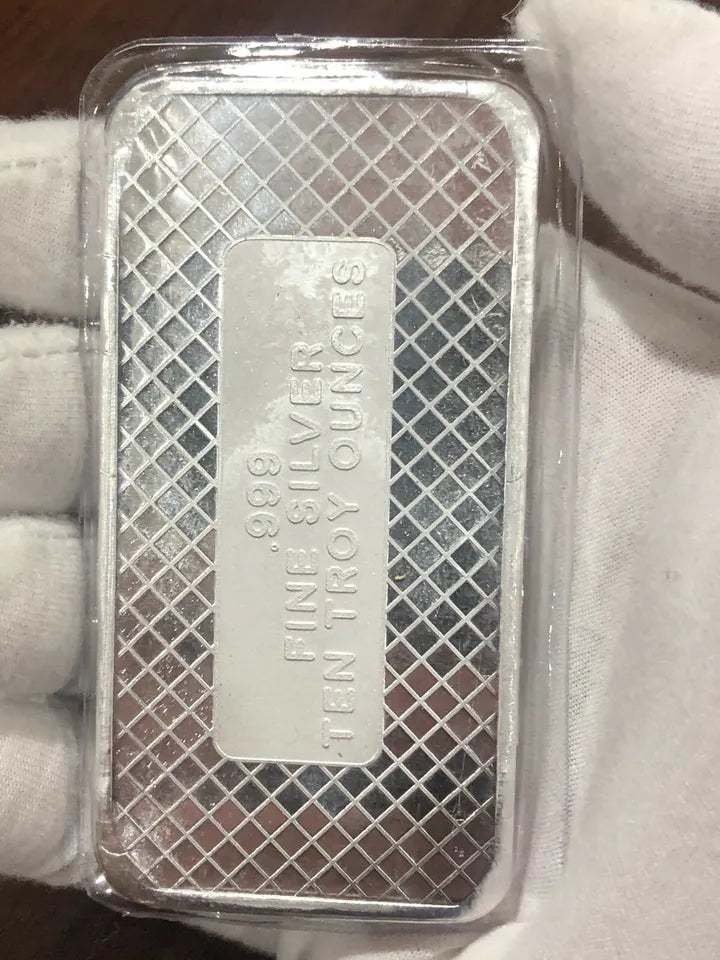 .999
FINE SILVER
TEN TROY OUNCES